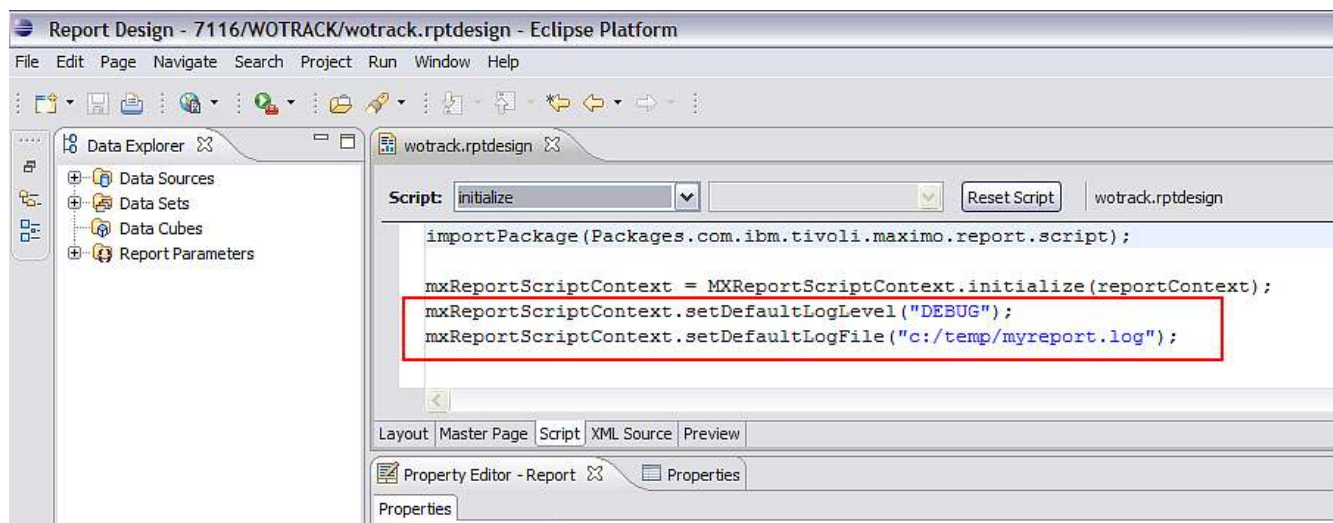 Report Design - 7116/WOTRACK/wotrack.rptdesign - Eclipse Platform
File Edit Page Navigate Search Project Run Window Help
Data Explorer
Data Sources
Data Sets
Data Cubes
Report Parameters
wotrack.rptdesign
Script: initialize Reset Script wotrack.rptdesign
importPackage(Packages.com.ibm.tivoli.maximo.report.script);
mxReportScriptContext = MXReportScriptContext.initialize(reportContext);
mxReportScriptContext.setDefaultLogLevel("DEBUG");
mxReportScriptContext.setDefaultLogFile("c:/temp/myreport.log");
Layout Master Page Script XML Source Preview
Property Editor - Report Properties
Properties